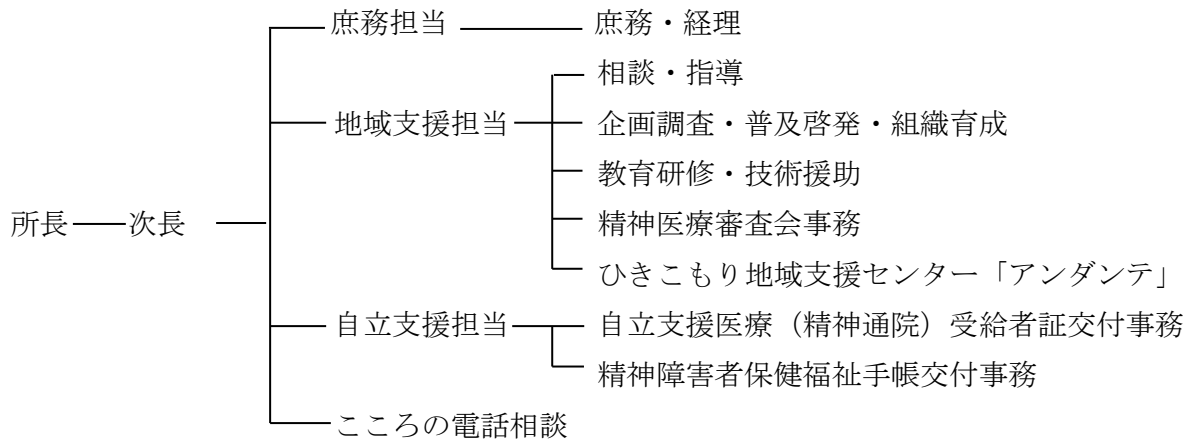 庶務担当 庶務・経理
相談・指導
地域支援担当 企画調査・普及啓発・組織育成
教育研修・技術援助
所長 次長 精神医療審査会事務
ひきこもり地域支援センター「アンダンテ」
自立支援担当 自立支援医療（精神通院）受給者証交付事務
精神障害者保健福祉手帳交付事務
こころの電話相談